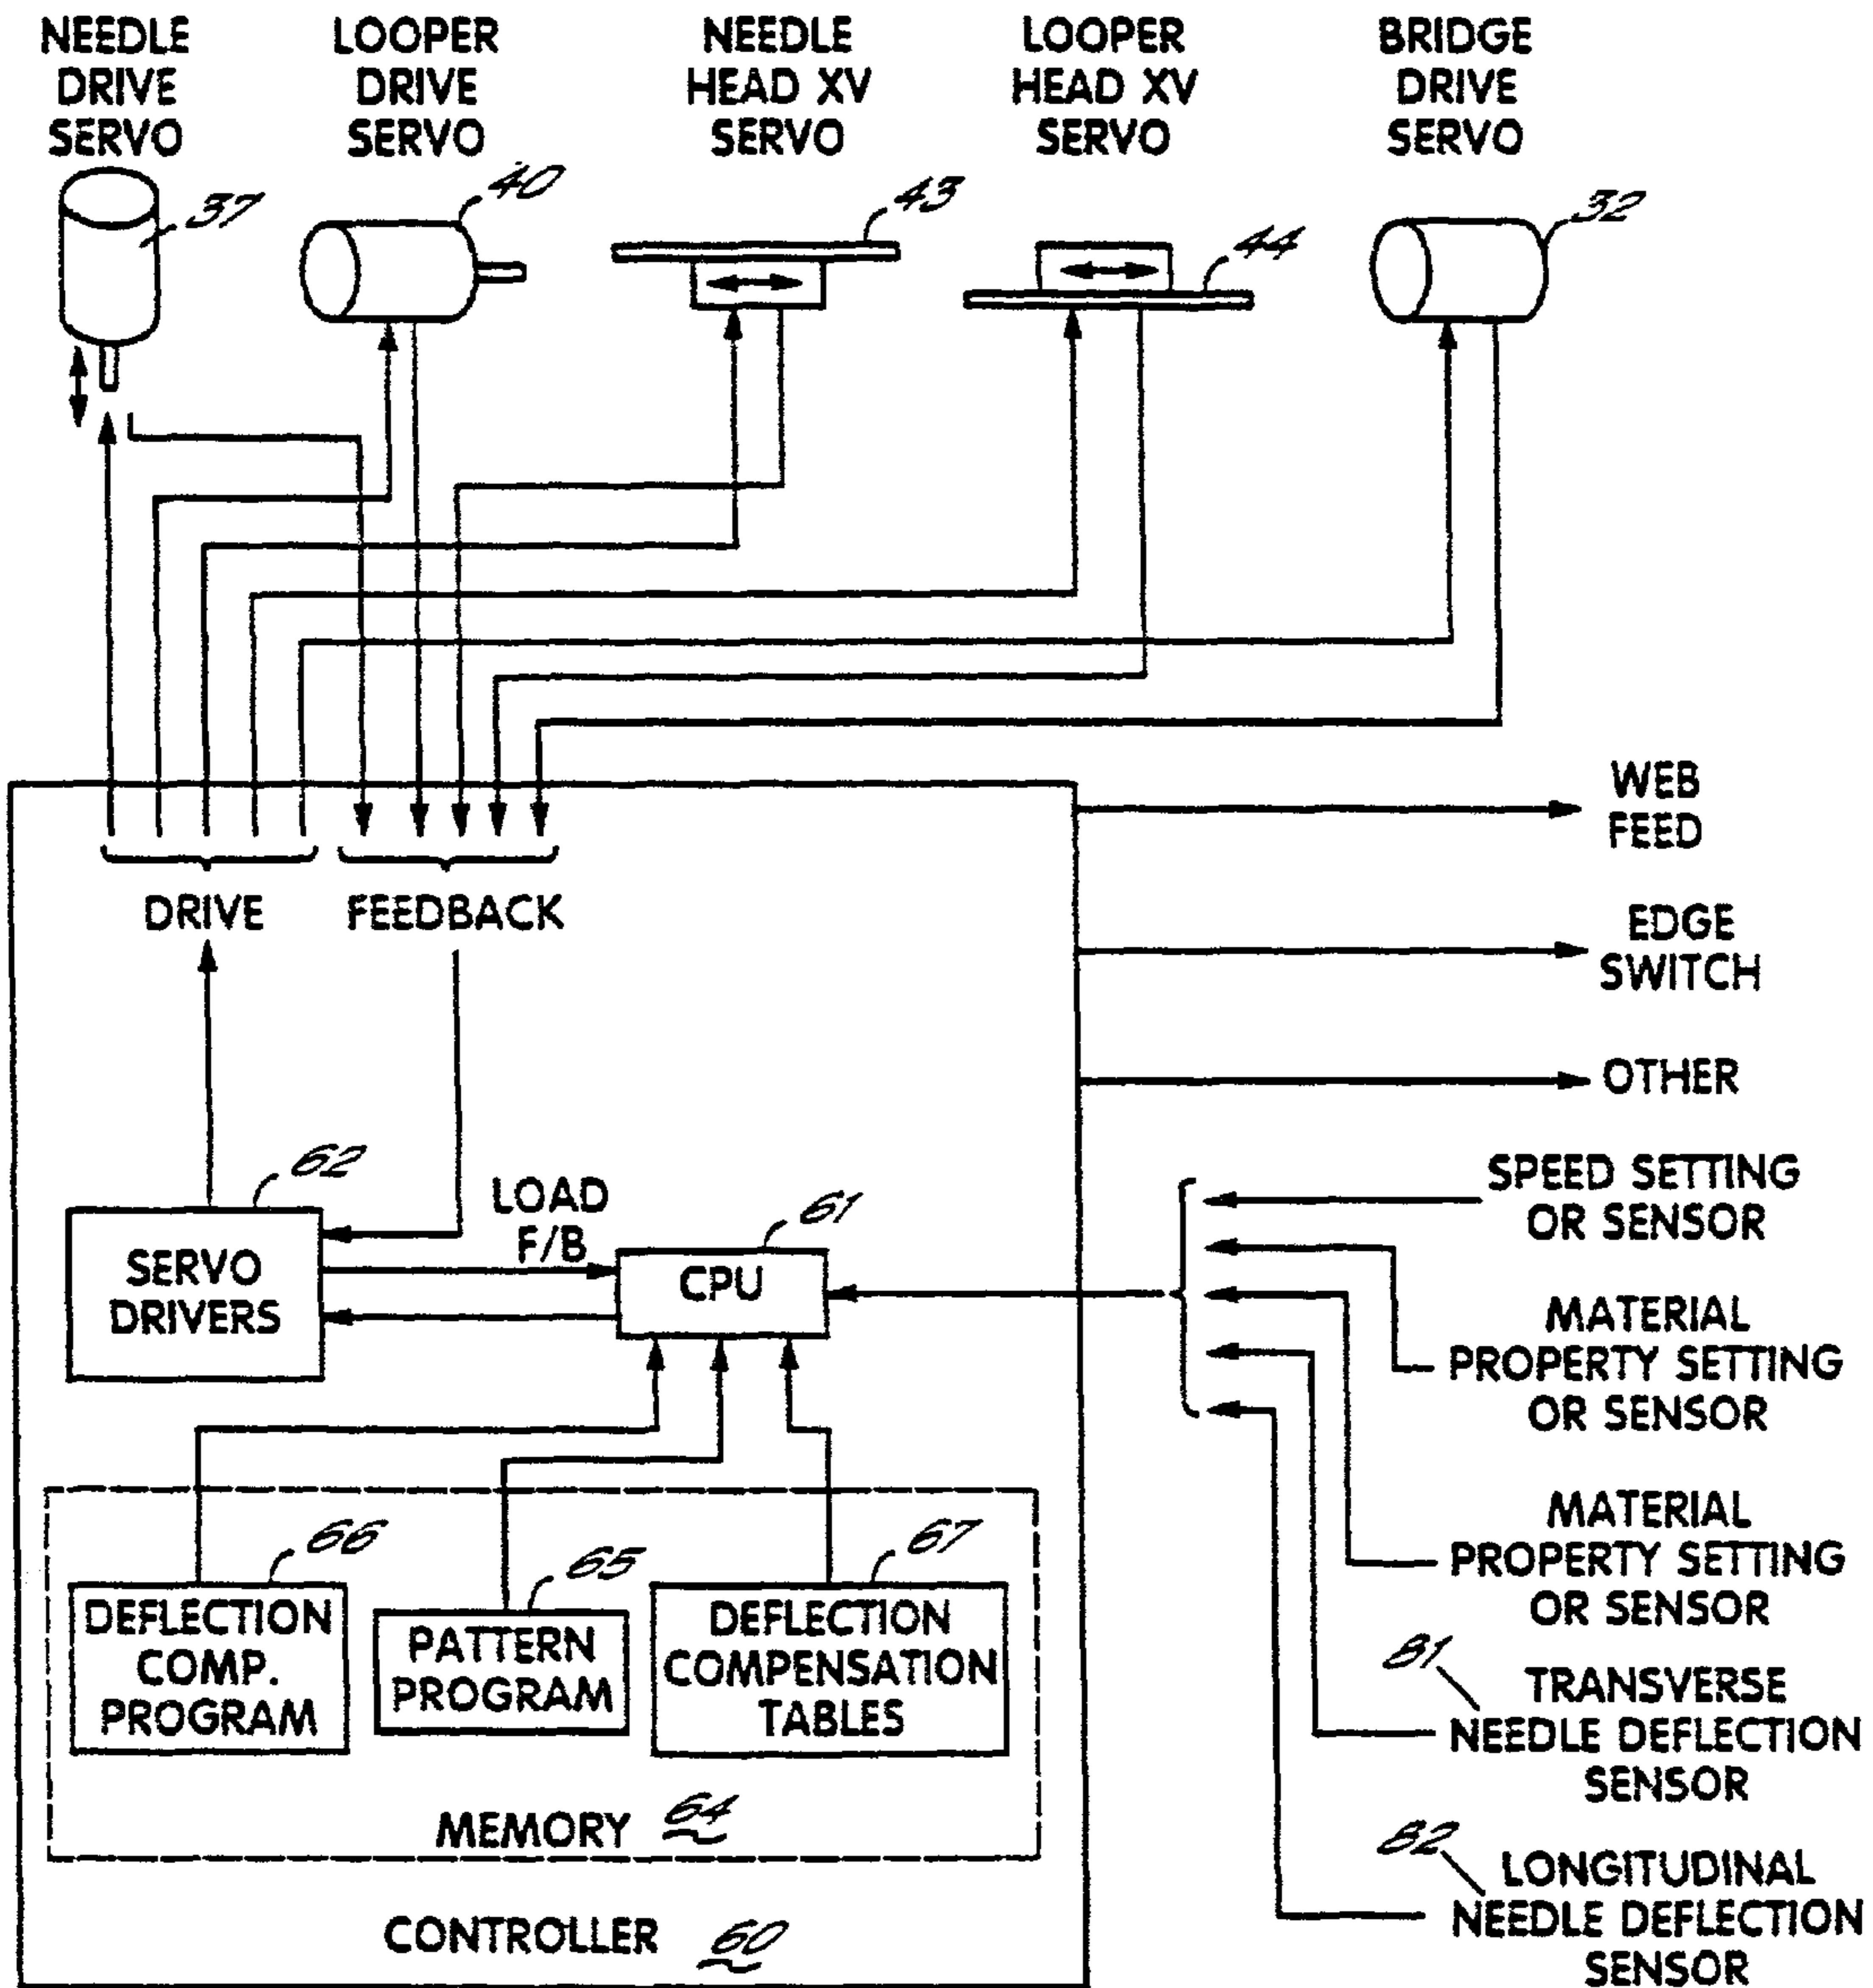 NEEDLE
DRIVE
SERVO
LOOPER
DRIVE
SERVO
NEEDLE
HEAD XV
SERVO
LOOPER
HEAD XV
SERVO
BRIDGE
DRIVE
SERVO
37
40
43
44
32
DRIVE
FEEDBACK
WEB
FEED
EDGE
SWITCH
OTHER
62
SERVO
DRIVERS
LOAD
F/B
61
CPU
SPEED SETTING
OR SENSOR
MATERIAL
PROPERTY SETTING
OR SENSOR
MATERIAL
PROPERTY SETTING
OR SENSOR
81
TRANSVERSE
NEEDLE DEFLECTION
SENSOR
82
LONGITUDINAL
NEEDLE DEFLECTION
SENSOR
66
DEFLECTION
COMP.
PROGRAM
65
PATTERN
PROGRAM
67
DEFLECTION
COMPENSATION
TABLES
MEMORY 64
CONTROLLER 60